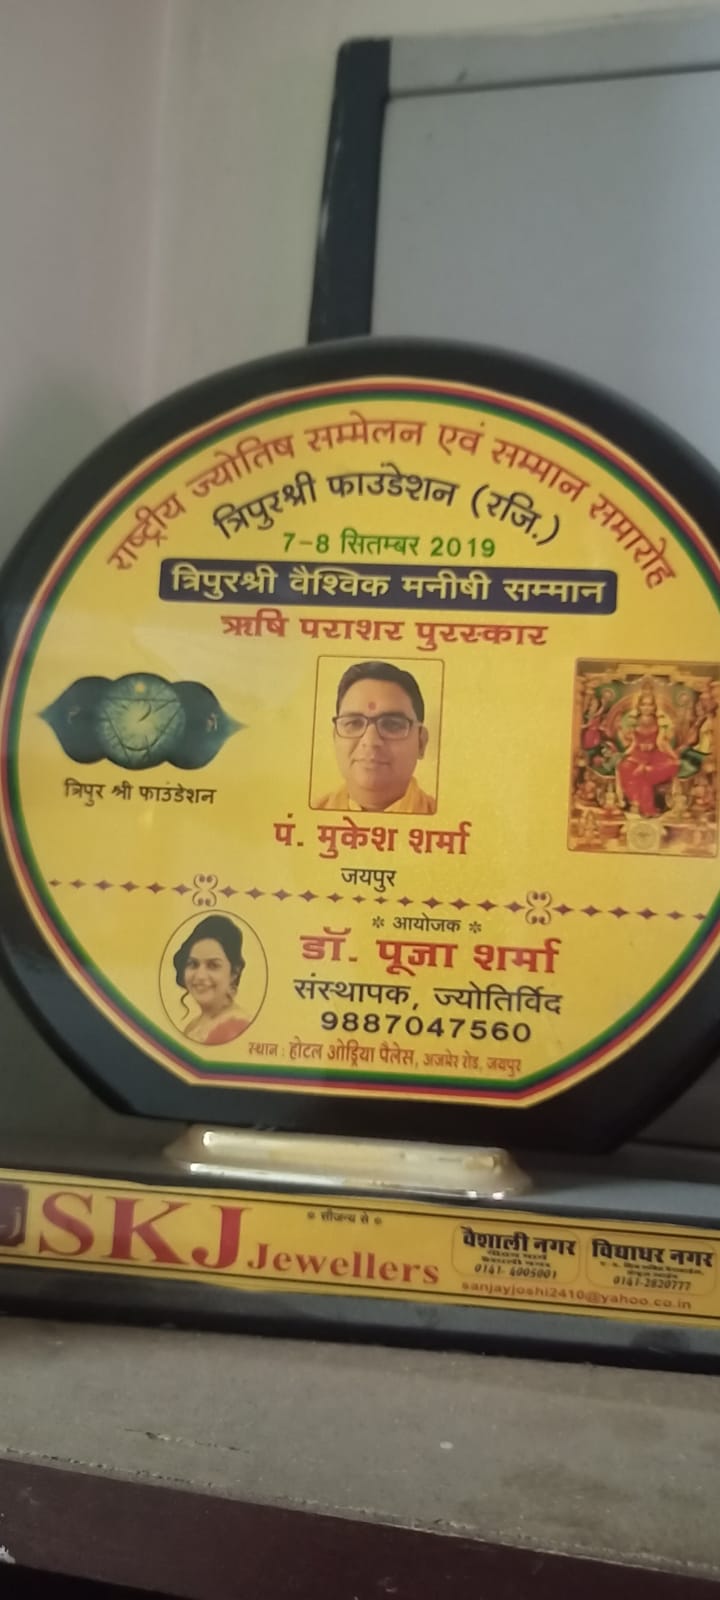 राष्ट्रीय ज्योतिष सम्मेलन एवं सम्मान समारोह
त्रिपुरश्री फाउंडेशन (रजि.)
7-8 सितम्बर 2019
त्रिपुरश्री वैश्विक मनीषी सम्मान
ऋषि पराशर पुरस्कार
त्रिपुर श्री फाउंडेशन
पं. मुकेश शर्मा
जयपुर
* आयोजक *
डॉ. पूजा शर्मा
संस्थापक, ज्योतिर्विद
9887047560
स्थान : होटल ओड्रिया पैलेस, अजमेर रोड, जयपुर
* सौजन्य से *
SKJ Jewellers
वैशाली नगर
0141- 4005001
विद्याधर नगर
0141-2820777
sanjayjoshi2410@yahoo.co.in